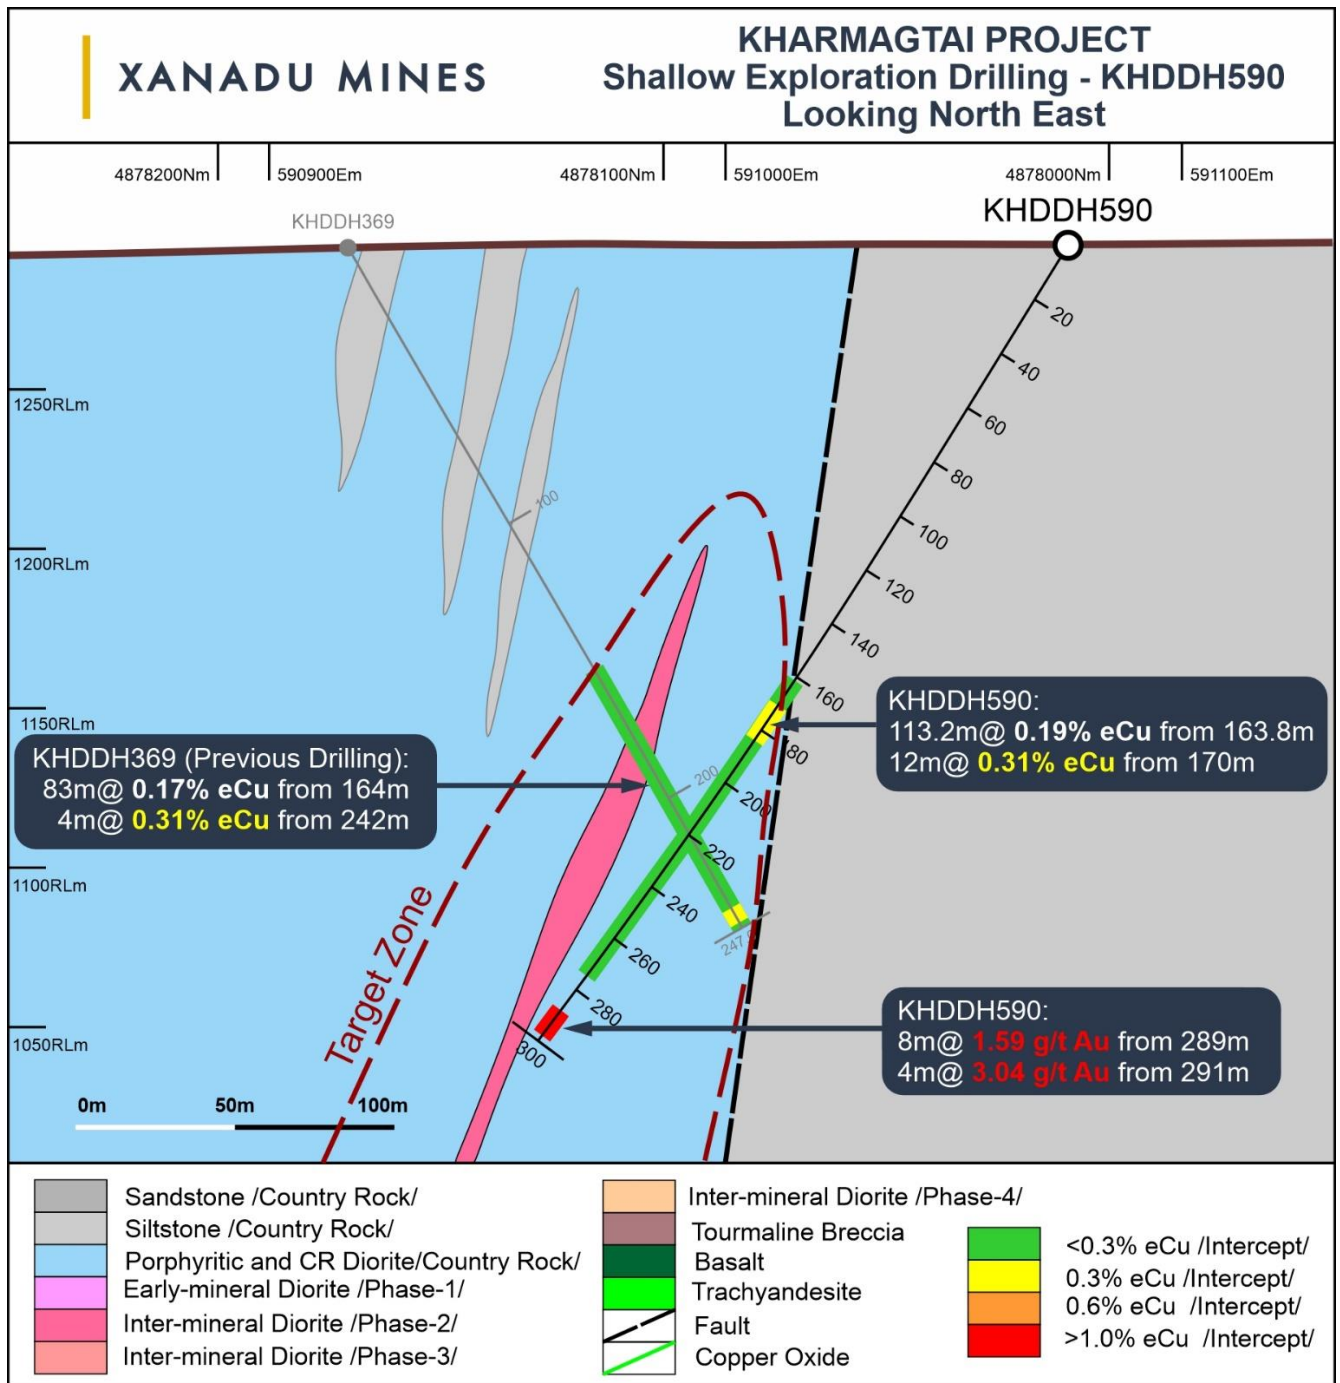 XANADU MINES
KHARMAGTAI PROJECT
Shallow Exploration Drilling - KHDDH590
Looking North East
4878200Nm
590900Em
4878100Nm
591000Em
4878000Nm
591100Em
KHDDH369
KHDDH590
20
40
60
80
100
120
140
160
180
200
220
240
260
280
300
100
200
247.9
1250RLm
1200RLm
1150RLm
1100RLm
1050RLm
KHDDH369 (Previous Drilling):
83m@ 0.17% eCu from 164m
4m@ 0.31% eCu from 242m
KHDDH590:
113.2m@ 0.19% eCu from 163.8m
12m@ 0.31% eCu from 170m
KHDDH590:
8m@ 1.59 g/t Au from 289m
4m@ 3.04 g/t Au from 291m
Target Zone
0m 50m 100m
Sandstone /Country Rock/
Siltstone /Country Rock/
Porphyritic and CR Diorite/Country Rock/
Early-mineral Diorite /Phase-1/
Inter-mineral Diorite /Phase-2/
Inter-mineral Diorite /Phase-3/
Inter-mineral Diorite /Phase-4/
Tourmaline Breccia
Basalt
Trachyandesite
Fault
Copper Oxide
<0.3% eCu /Intercept/
0.3% eCu /Intercept/
0.6% eCu /Intercept/
>1.0% eCu /Intercept/